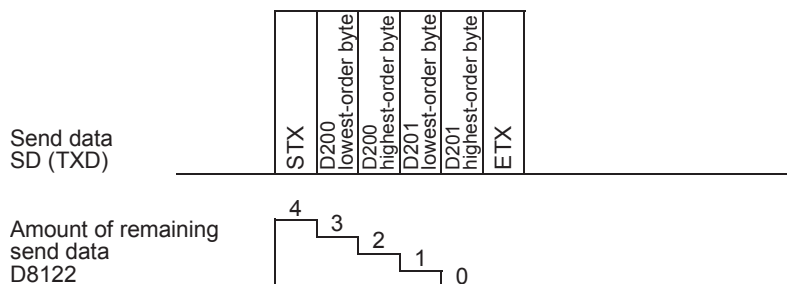 STX
D200
lowest-order byte
D200
highest-order byte
D201
lowest-order byte
D201
highest-order byte
ETX
Send data
SD (TXD)
4
3
2
1
0
Amount of remaining
send data
D8122